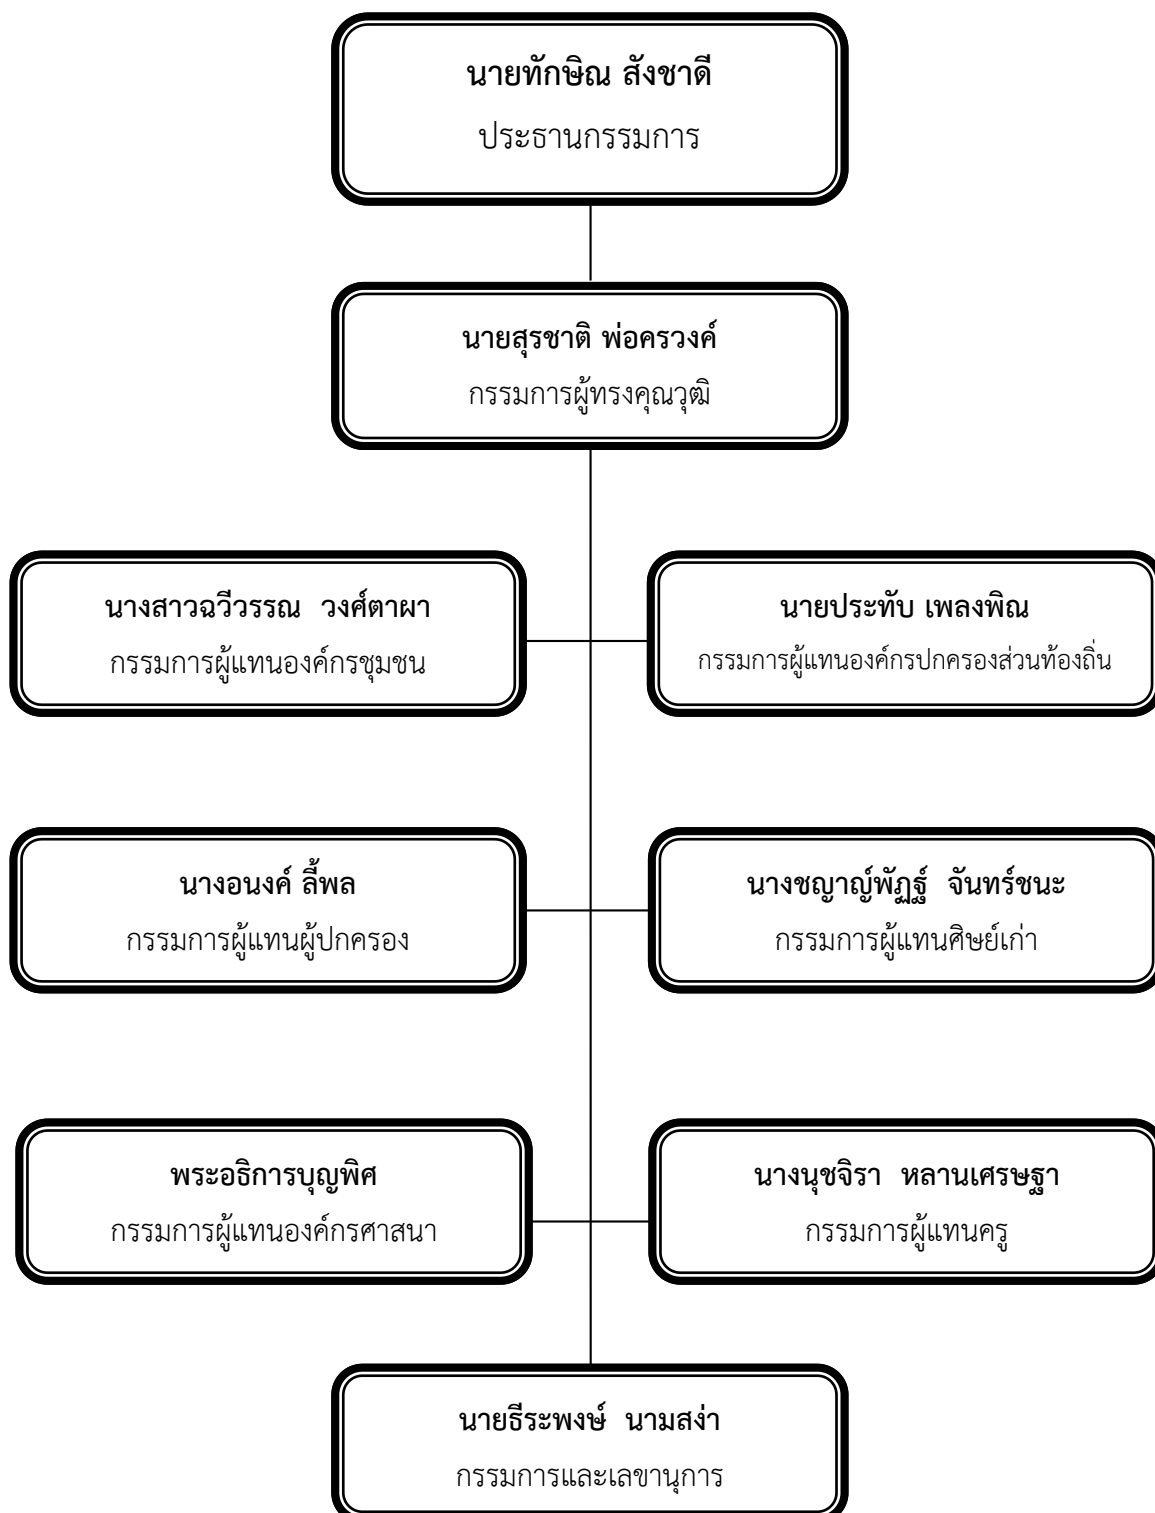 นายทักษิณ สังชาดี
ประธานกรรมการ
นายสุรชาติ พ่อครวงค์
กรรมการผู้ทรงคุณวุฒิ
นางสาวฉวีวรรณ วงศ์ตาผา
กรรมการผู้แทนองค์กรชุมชน
นายประทับ เพลงพิณ
กรรมการผู้แทนองค์กรปกครองส่วนท้องถิ่น
นางอนงค์ ลี้พล
กรรมการผู้แทนผู้ปกครอง
นางชญาญ์พัฏฐ์ จันทร์ชนะ
กรรมการผู้แทนศิษย์เก่า
พระอธิการบุญพิศ
กรรมการผู้แทนองค์กรศาสนา
นางนุชจิรา หลานเศรษฐา
กรรมการผู้แทนครู
นายธีระพงษ์ นามสง่า
กรรมการและเลขานุการ